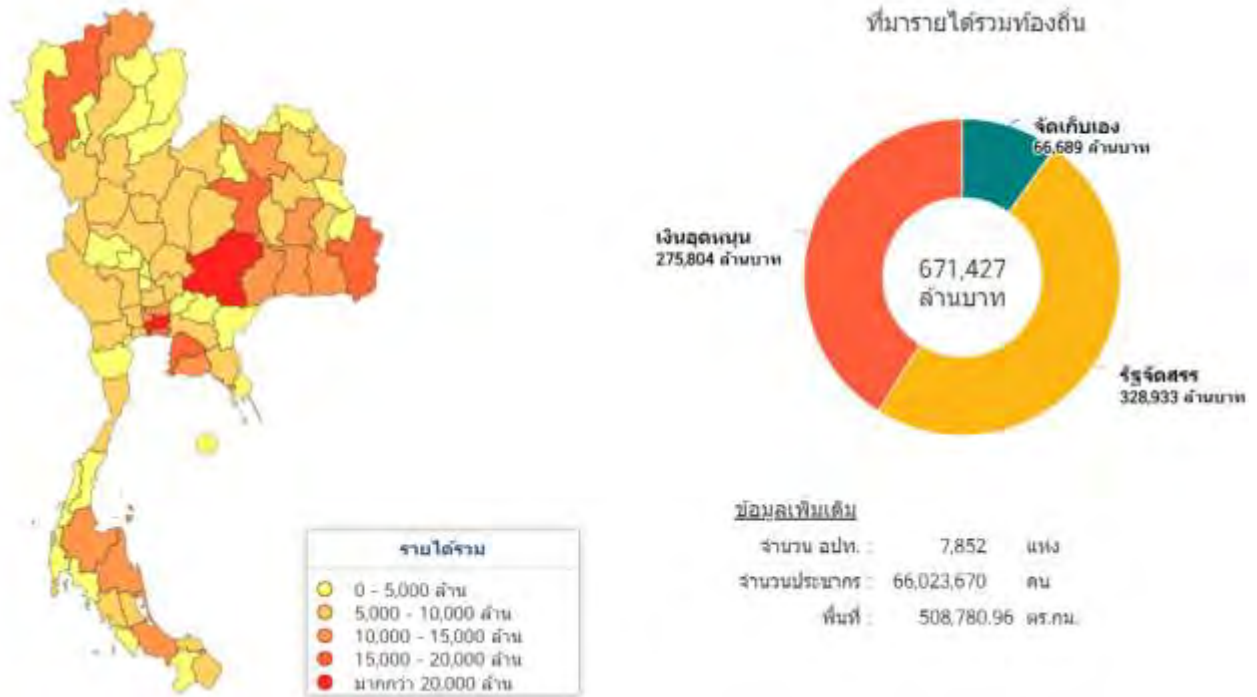 ที่มารายได้รวมท้องถิ่น
จัดเก็บเอง
66,689 ล้านบาท
เงินอุดหนุน
275,804 ล้านบาท
671,427
ล้านบาท
รัฐจัดสรร
328,933 ล้านบาท
รายได้รวม
0 - 5,000 ล้าน
5,000 - 10,000 ล้าน
10,000 - 15,000 ล้าน
15,000 - 20,000 ล้าน
มากกว่า 20,000 ล้าน
ข้อมูลเพิ่มเติม
จำนวน อปท. : 7,852 แห่ง
จำนวนประชากร : 66,023,670 คน
พื้นที่ : 508,780.96 ตร.กม.